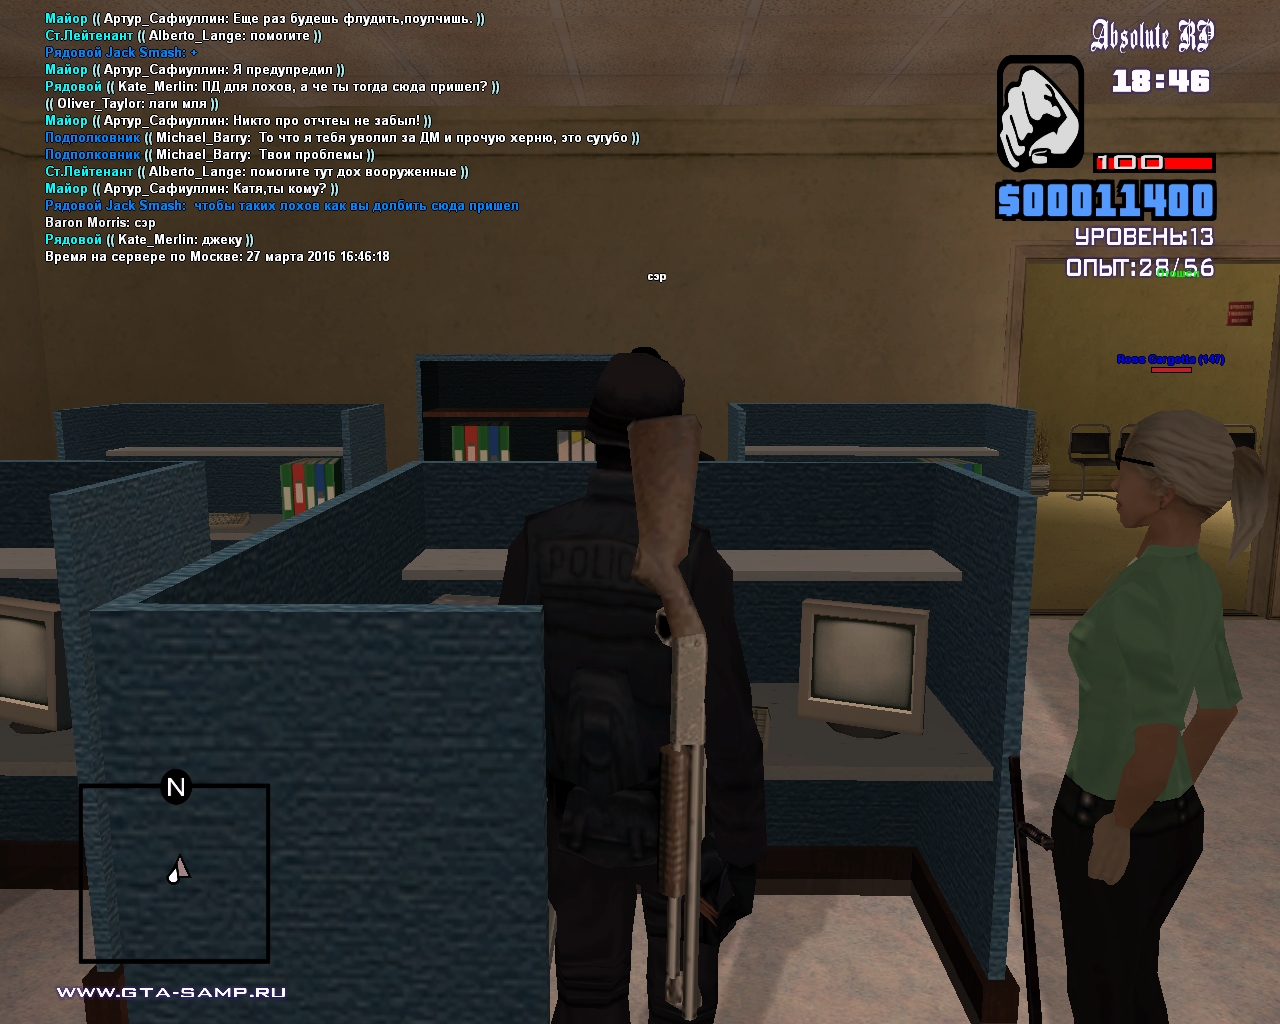 Майор (( Артур_Сафиуллин: Еще раз будешь флудить,поулчишь. ))
Ст.Лейтенант (( Alberto_Lange: помогите ))
Рядовой Jack Smash: +
Майор (( Артур_Сафиуллин: Я предупредил ))
Рядовой (( Kate_Merlin: ПД для лохов, а че ты тогда сюда пришел? ))
(( Oliver_Taylor: лаги мля ))
Майор (( Артур_Сафиуллин: Никто про отчтеы не забыл! ))
Подполковник (( Michael_Barry: То что я тебя уволил за ДМ и прочую херню, это сугубо ))
Подполковник (( Michael_Barry: Твои проблемы ))
Ст.Лейтенант (( Alberto_Lange: помогите тут дох вооруженные ))
Майор (( Артур_Сафиуллин: Катя,ты кому? ))
Рядовой Jack Smash: чтобы таких лохов как вы долбить сюда пришел
Baron Morris: сэр
Рядовой (( Kate_Merlin: джеку ))
Время на сервере по Москве: 27 марта 2016 16:46:18
Absolute RP
18:46
100
$00011400
УРОВЕНЬ:13
ОПЫТ:28/56
сэр
Ross Gargotta (147)
POLIC
N
WWW.GTA-SAMP.RU